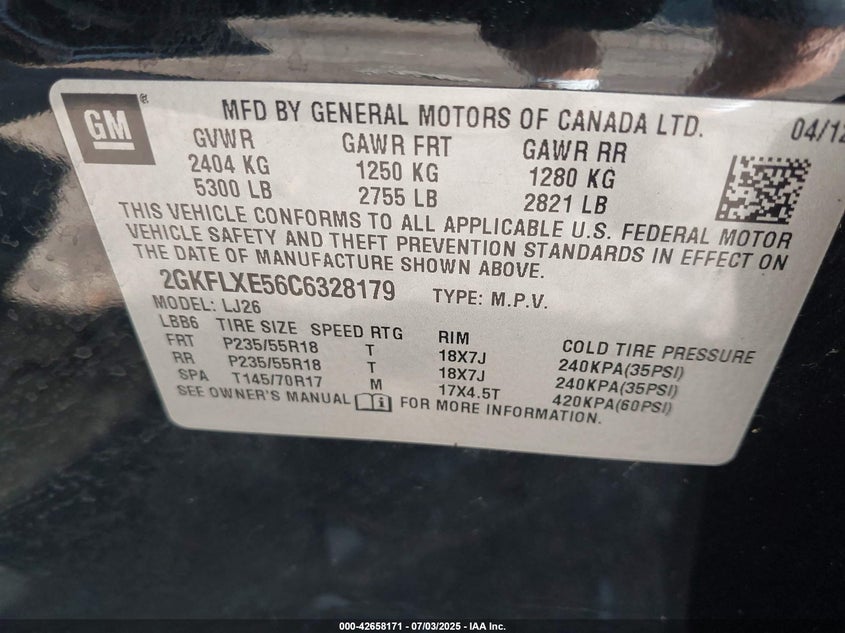 GM ®
MFD BY GENERAL MOTORS OF CANADA LTD.
04/12
GVWR GAWR FRT GAWR RR
2404 KG 1250 KG 1280 KG
5300 LB 2755 LB 2821 LB
THIS VEHICLE CONFORMS TO ALL APPLICABLE U.S. FEDERAL MOTOR
VEHICLE SAFETY AND THEFT PREVENTION STANDARDS IN EFFECT ON
THE DATE OF MANUFACTURE SHOWN ABOVE.
2GKFLXE56C6328179 TYPE: M.P.V.
MODEL: LJ26
LBB6 TIRE SIZE SPEED RTG RIM COLD TIRE PRESSURE
FRT P235/55R18 T 18X7J 240KPA(35PSI)
RR P235/55R18 T 18X7J 240KPA(35PSI)
SPA T145/70R17 M 17X4.5T 420KPA(60PSI)
SEE OWNER'S MANUAL i FOR MORE INFORMATION.
000-42658171 - 07/03/2025 - IAA Inc.